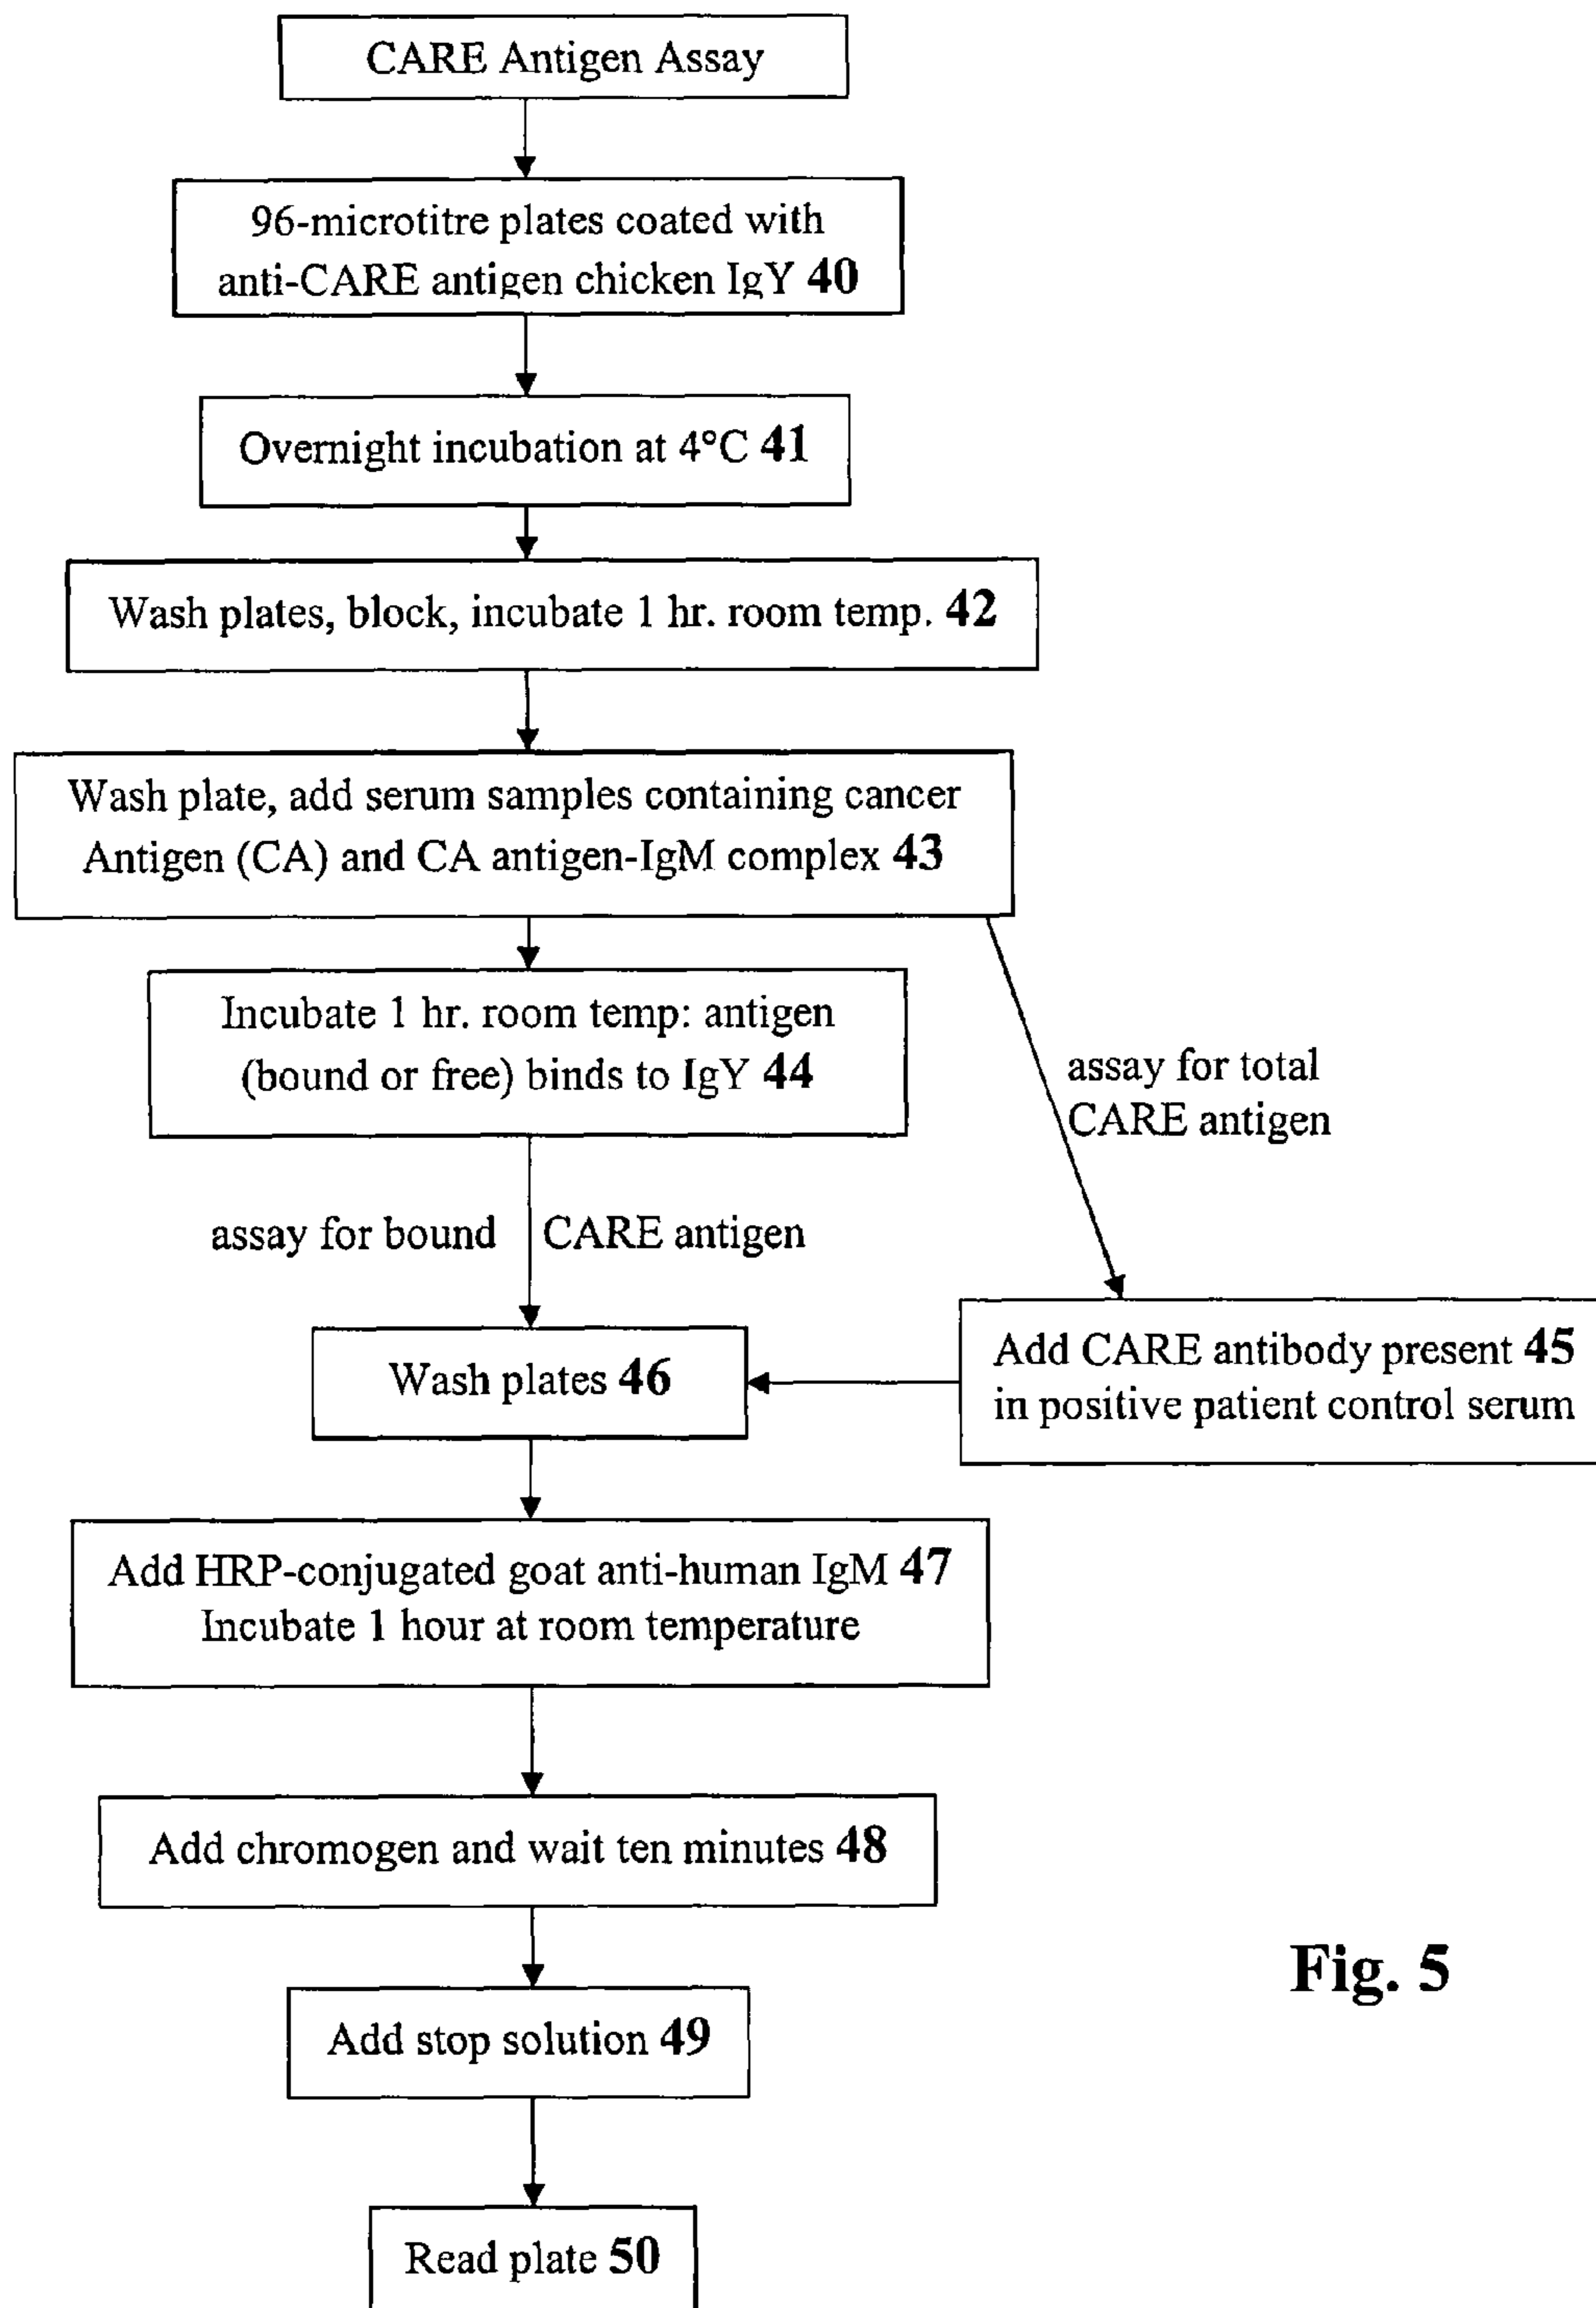 CARE Antigen Assay
96-microtitre plates coated with
anti-CARE antigen chicken IgY 40
Overnight incubation at 4°C 41
Wash plates, block, incubate 1 hr. room temp. 42
Wash plate, add serum samples containing cancer
Antigen (CA) and CA antigen-IgM complex 43
Incubate 1 hr. room temp: antigen
(bound or free) binds to IgY 44
assay for total
CARE antigen
assay for bound CARE antigen
Add CARE antibody present 45
in positive patient control serum
Wash plates 46
Add HRP-conjugated goat anti-human IgM 47
Incubate 1 hour at room temperature
Add chromogen and wait ten minutes 48
Add stop solution 49
Read plate 50
Fig. 5